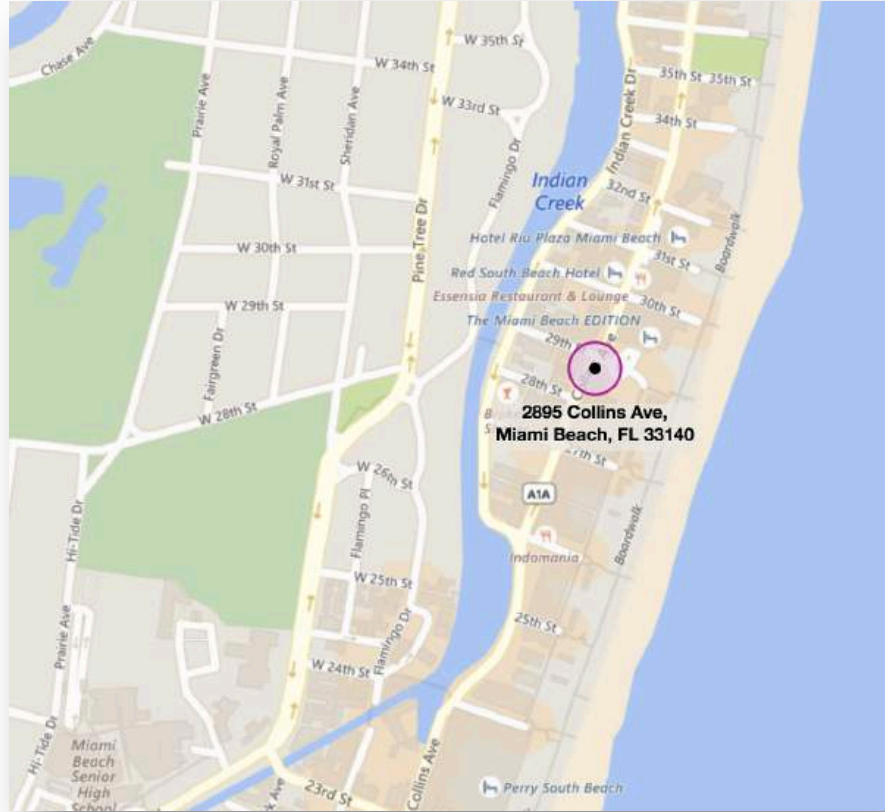 Chase Ave
W 34th St
W 35th St
W 33rd St
Prairie Ave
Royal Palm Ave
Sheridan Ave
Pine Tree Dr
Flamingo Dr
Indian Creek Dr
35th St
35th St
34th St
W 31st St
Indian
Creek
32nd St
Hotel Riu Plaza Miami Beach
31st St
Boardwalk
W 30th St
Red South Beach Hotel
Essensia Restaurant & Lounge
30th St
W 29th St
The Miami Beach EDITION
29th
Fairgreen Dr
28th St
W 28th St
2895 Collins Ave,
Miami Beach, FL 33140
27th St
W 26th St
A1A
Hi-Tide Dr
Flamingo Pl
Boardwalk
Indomania
W 25th St
25th St
Prairie Ave
Flamingo Dr
W 24th St
Hi-Tide Dr
Miami
Beach
Senior
High
School
23rd St
Collins Ave
Perry South Beach